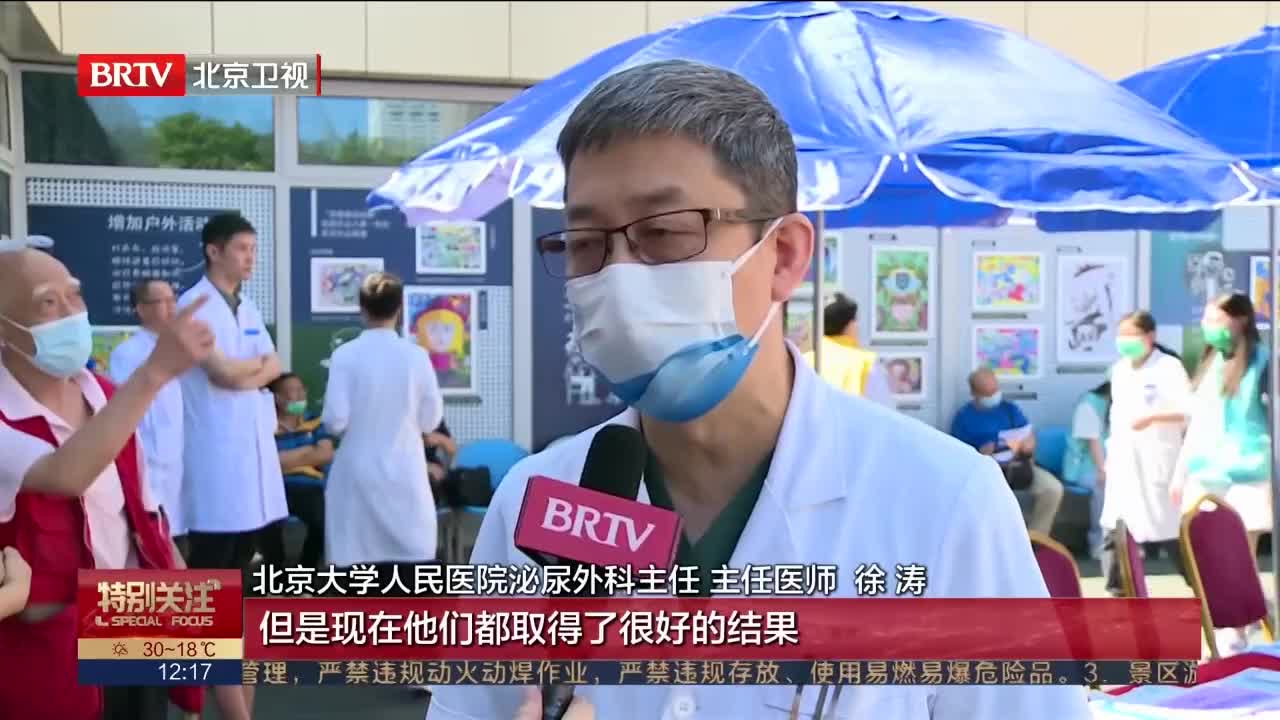 BRTV 北京卫视
增加户外活动
BRTV
北京大学人民医院泌尿外科主任 主任医师 徐 涛
特别关注
SPECIAL FOCUS
但是现在他们都取得了很好的结果
30~18℃
12:17
管理，严禁违规动火动焊作业，严禁违规存放、使用易燃易爆危险品。3．景区游